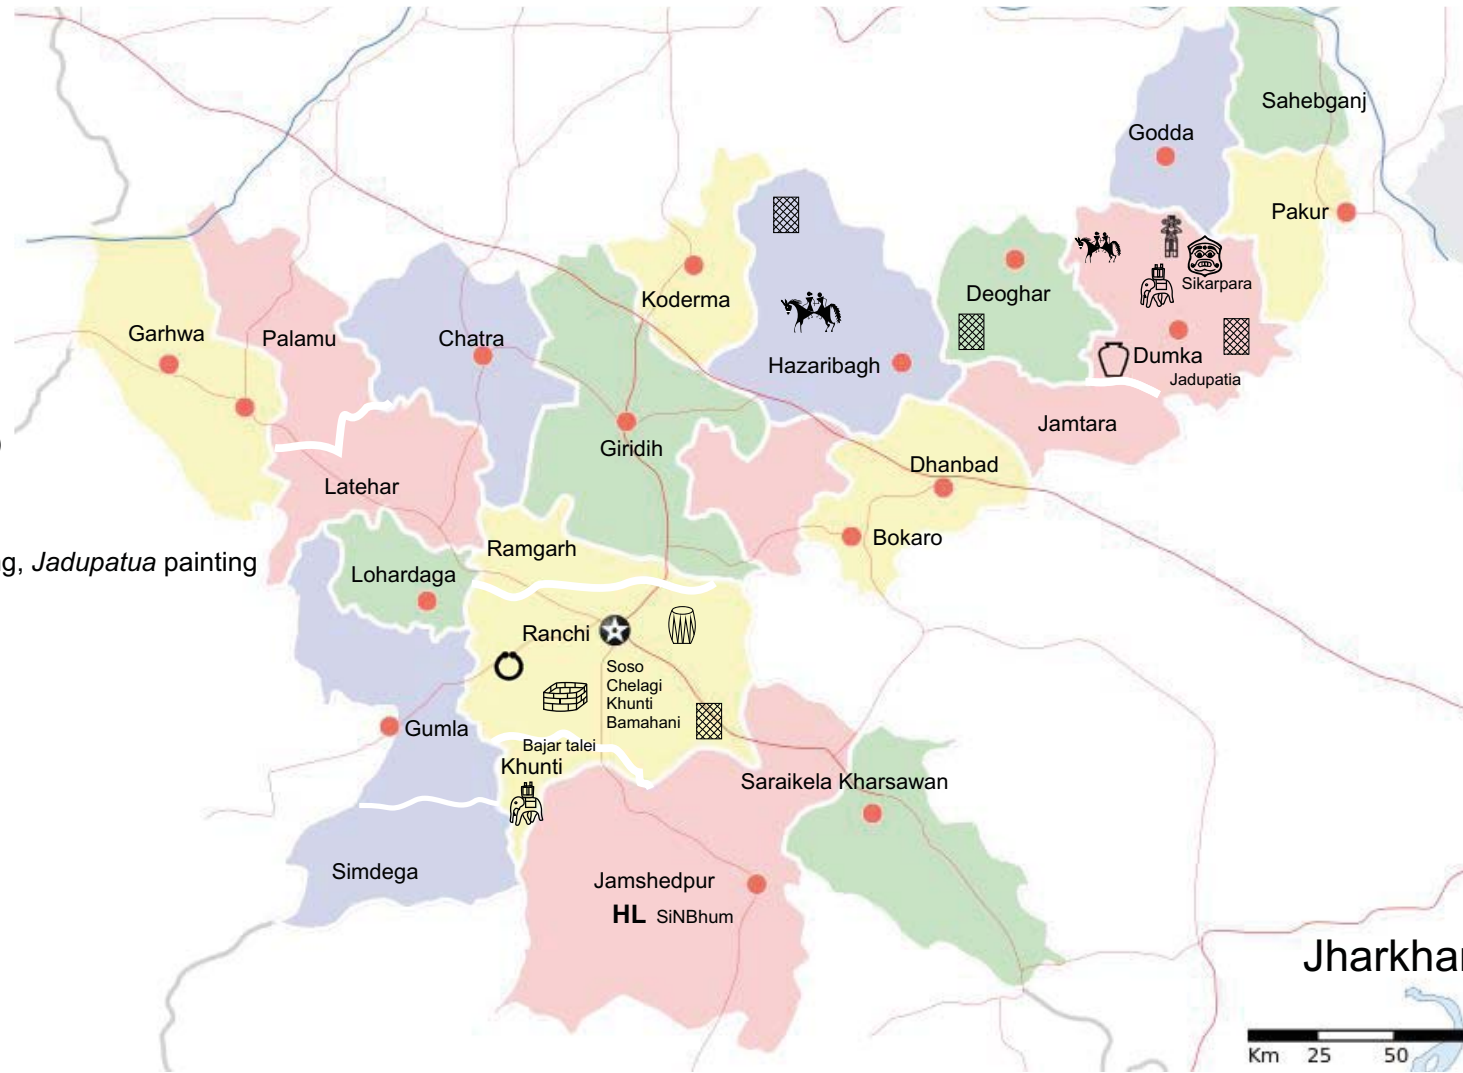 Sahebganj
Godda
Pakur
Sikarpara
Deoghar
Koderma
Garhwa
Palamu
Chatra
Hazaribagh
Dumka
Jadupatia
Jamtara
Giridih
Dhanbad
Latehar
Bokaro
Ramgarh
g, Jadupatua painting
Lohardaga
Ranchi
Soso
Chelagi
Khunti
Bamahani
Gumla
Bajar talei
Khunti
Saraikela Kharsawan
Simdega
Jamshedpur
HL SiNBhum
Jharkha
Km 25 50